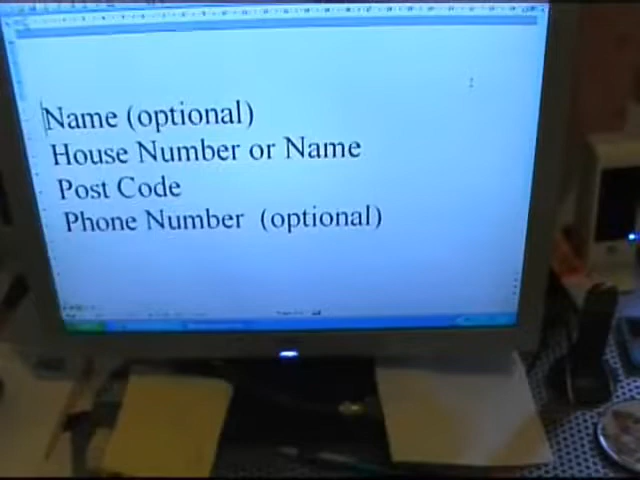 Name (optional)
House Number or Name
Post Code
Phone Number (optional)